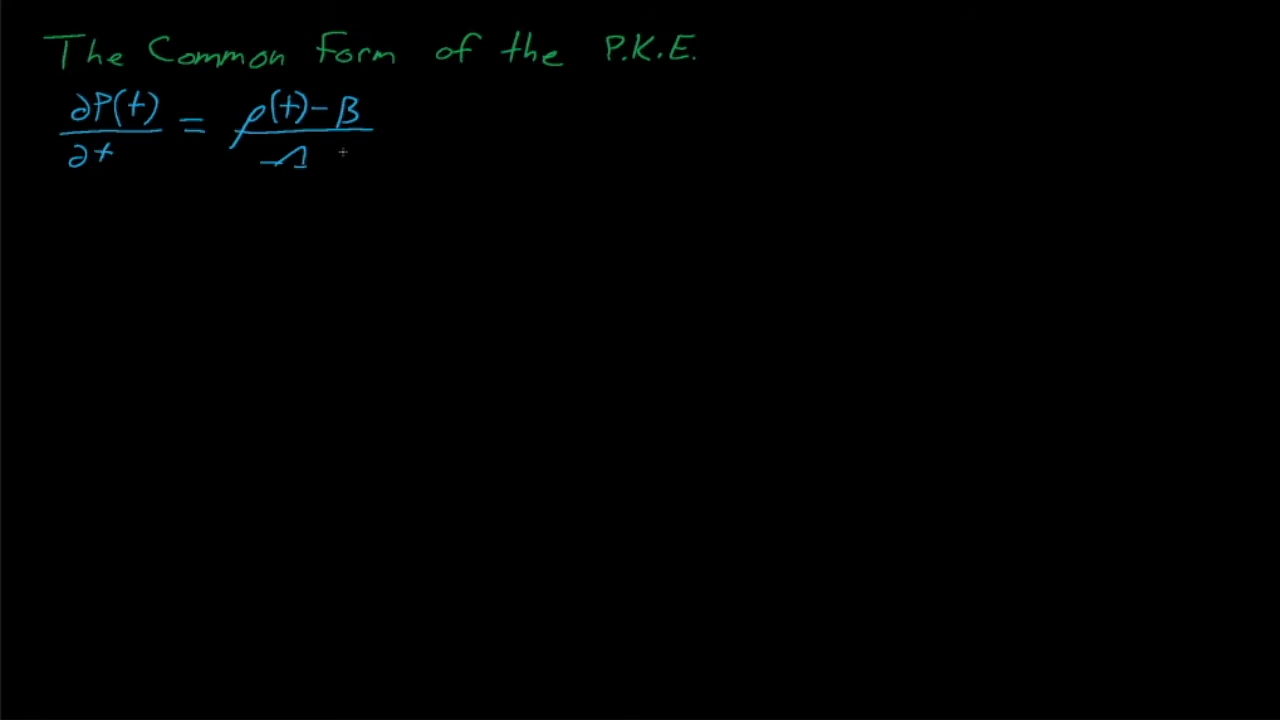 The Common Form of the P.K.E.
∂P(t)/∂t = ρ(t)-β/Λ